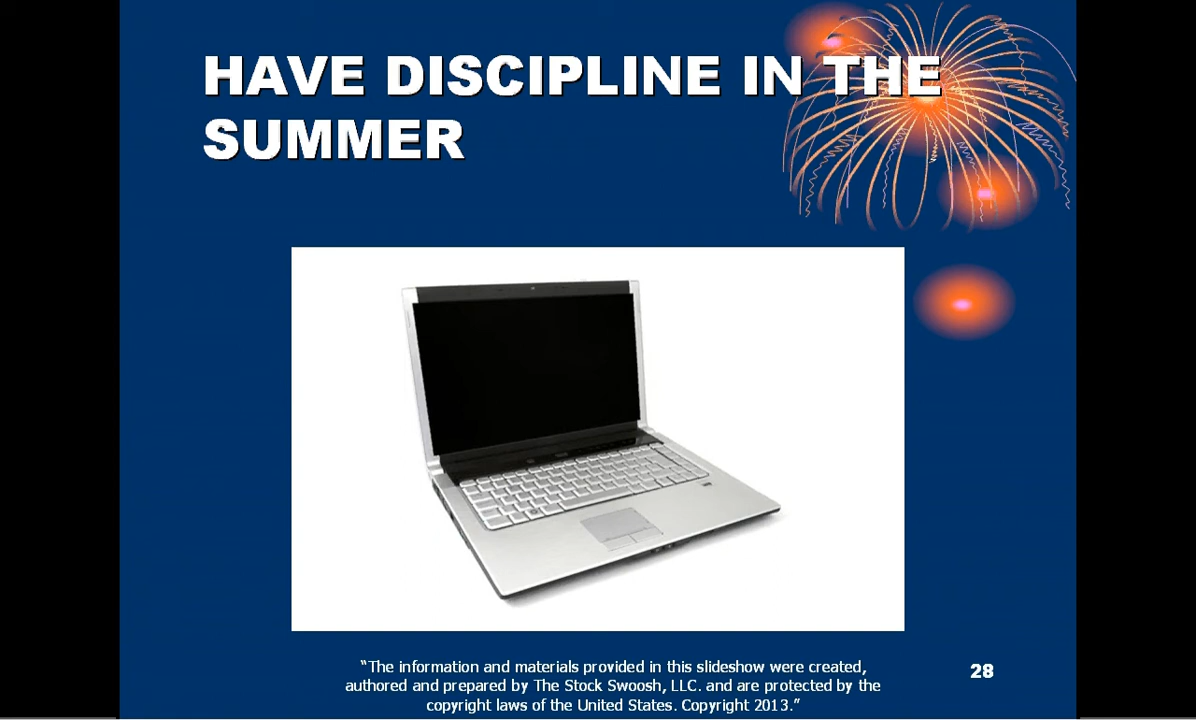 HAVE DISCIPLINE IN THE
SUMMER
“The information and materials provided in this slideshow were created,
authored and prepared by The Stock Swoosh, LLC. and are protected by the
copyright laws of the United States. Copyright 2013.”
28